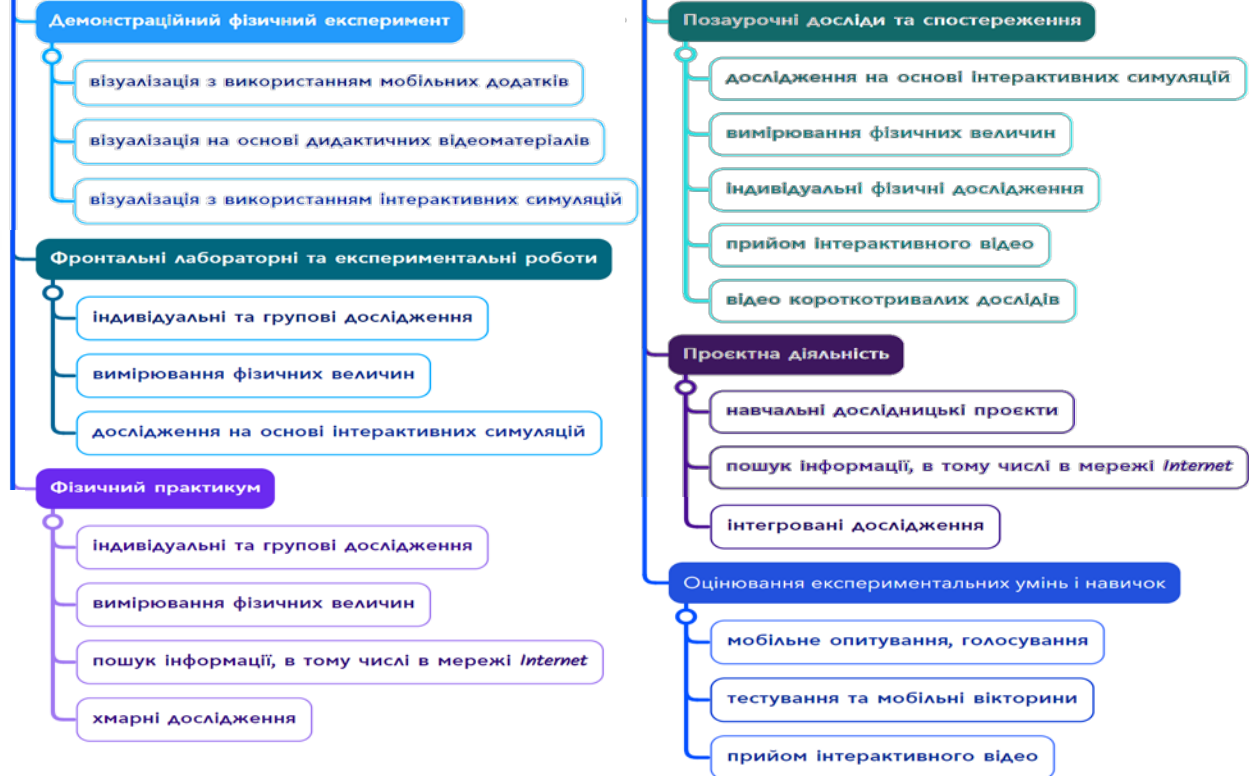 Демонстраційний фізичний експеримент
візуалізація з використанням мобільних додатків
візуалізація на основі дидактичних відеоматеріалів
візуалізація з використанням інтерактивних симуляцій
Фронтальні лабораторні та експериментальні роботи
індивідуальні та групові дослідження
вимірювання фізичних величин
дослідження на основі інтерактивних симуляцій
Фізичний практикум
індивідуальні та групові дослідження
вимірювання фізичних величин
пошук інформації, в тому числі в мережі Internet
хмарні дослідження
Позаурочні досліди та спостереження
дослідження на основі інтерактивних симуляцій
вимірювання фізичних величин
індивідуальні фізичні дослідження
прийом інтерактивного відео
відео короткотривалих дослідів
Проєктна діяльність
навчальні дослідницькі проєкти
пошук інформації, в тому числі в мережі Internet
інтегровані дослідження
Оцінювання експериментальних умінь і навичок
мобільне опитування, голосування
тестування та мобільні вікторини
прийом інтерактивного відео